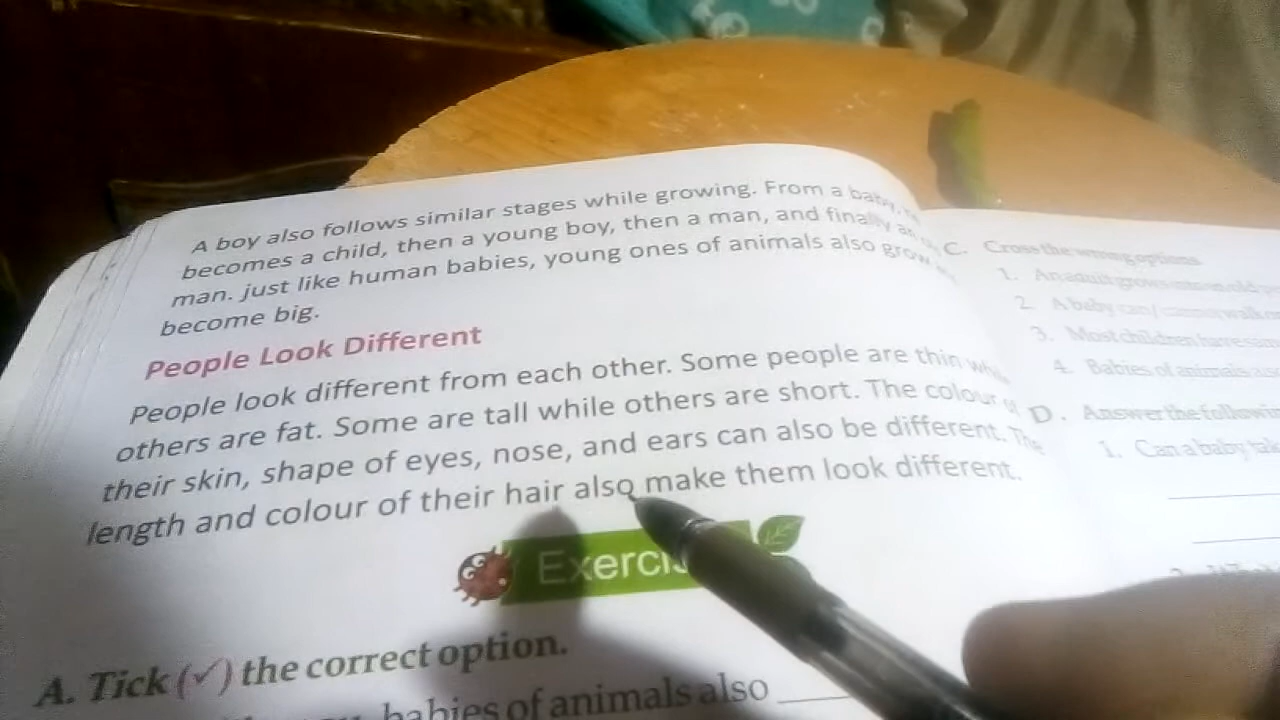 A boy also follows similar stages while growing. From a baby,
becomes a child, then a young boy, then a man, and finally an
man. just like human babies, young ones of animals also grow
become big.
People Look Different
People look different from each other. Some people are thin while
others are fat. Some are tall while others are short. The colour of
their skin, shape of eyes, nose, and ears can also be different. The
length and colour of their hair also make them look different.
A. Tick (✓) the correct option.
babies of animals also
C. Cross the wrong options
1.
2. A baby can / cannot walk
3. Most children have
4. Babies of animals
D. Answer the
1. Can a baby